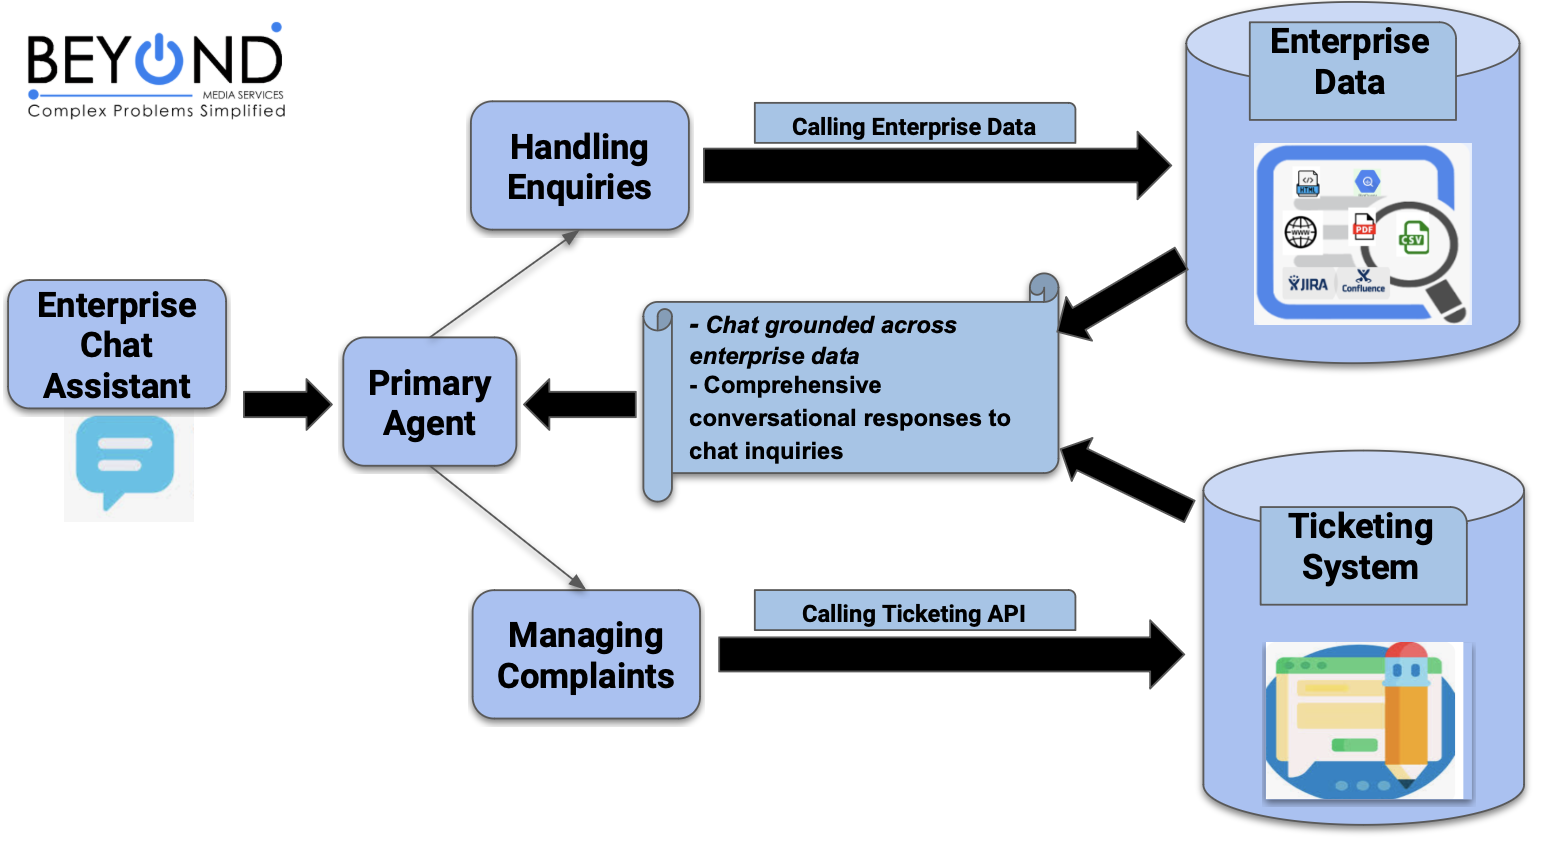 BEYOND
MEDIA SERVICES
Complex Problems Simplified
Enterprise
Data
Handling
Enquiries
Calling Enterprise Data
</>
HTML
WWW
PDF
CSV
JIRA
Confluence
Enterprise
Chat
Assistant
Primary
Agent
- Chat grounded across
enterprise data
- Comprehensive
conversational responses to
chat inquiries
Ticketing
System
Managing
Complaints
Calling Ticketing API